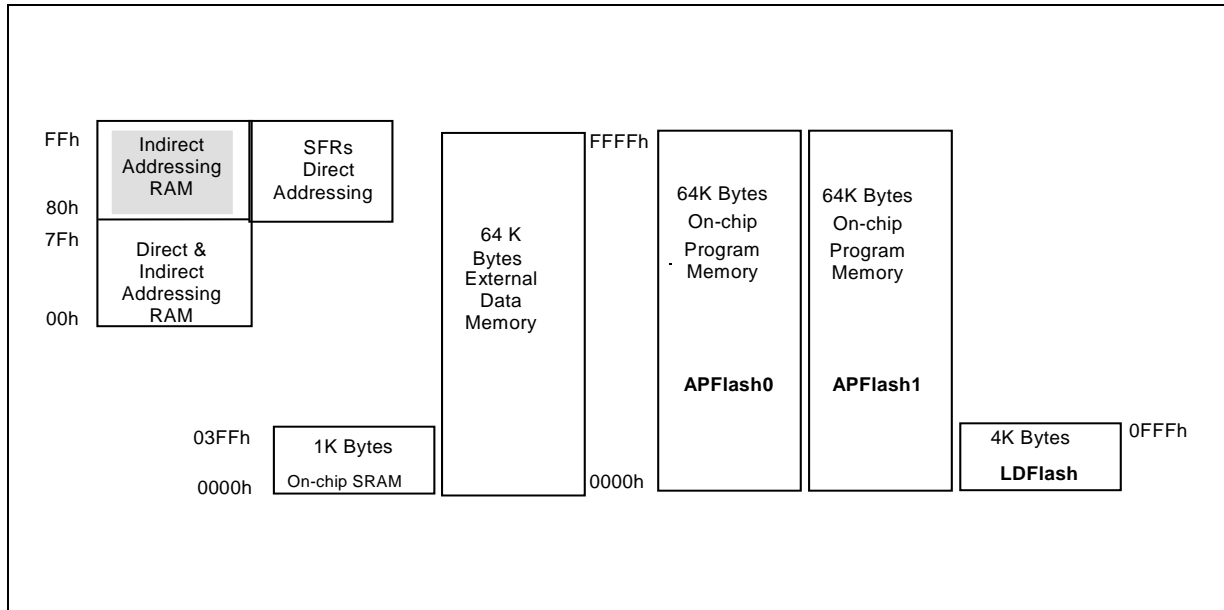 FFh
Indirect
Addressing
RAM
80h
7Fh
Direct &
Indirect
Addressing
RAM
00h
SFRs
Direct
Addressing
03FFh
0000h
1K Bytes
On-chip SRAM
64 K
Bytes
External
Data
Memory
FFFFh
0000h
64K Bytes
On-chip
Program
Memory
APFlash0
64K Bytes
On-chip
Program
Memory
APFlash1
4K Bytes
LDFlash
0FFFh